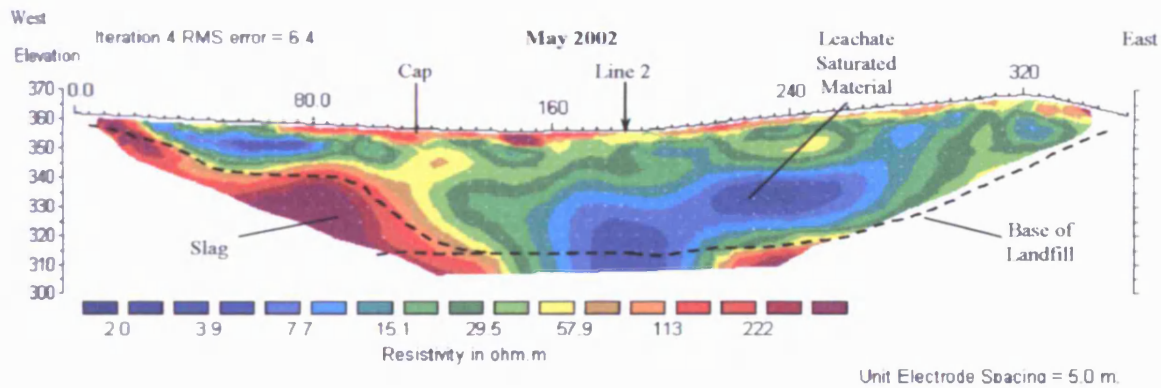 West
Iteration 4 RMS error = 6.4
May 2002
Leachate
Saturated
Material
East
Elevation
Cap
Line 2
370
0.0
80.0
160
240
320
360
350
340
330
320
310
300
Slag
Base of
Landfill
2.0 3.9 7.7 15.1 29.5 57.9 113 222
Resistivity in ohm.m
Unit Electrode Spacing = 5.0 m.